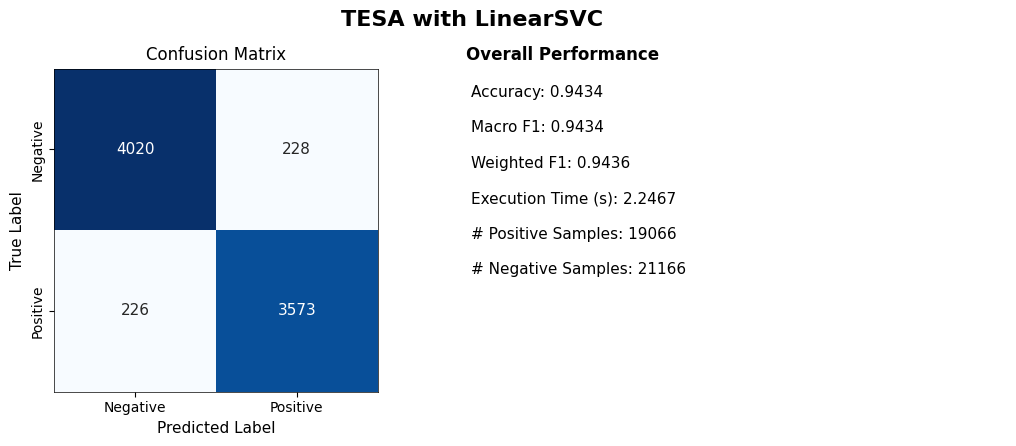 TESA with LinearSVC
Confusion Matrix
True Label
Negative
4020
228
Positive
226
3573
Negative
Positive
Predicted Label
Overall Performance
Accuracy: 0.9434
Macro F1: 0.9434
Weighted F1: 0.9436
Execution Time (s): 2.2467
# Positive Samples: 19066
# Negative Samples: 21166